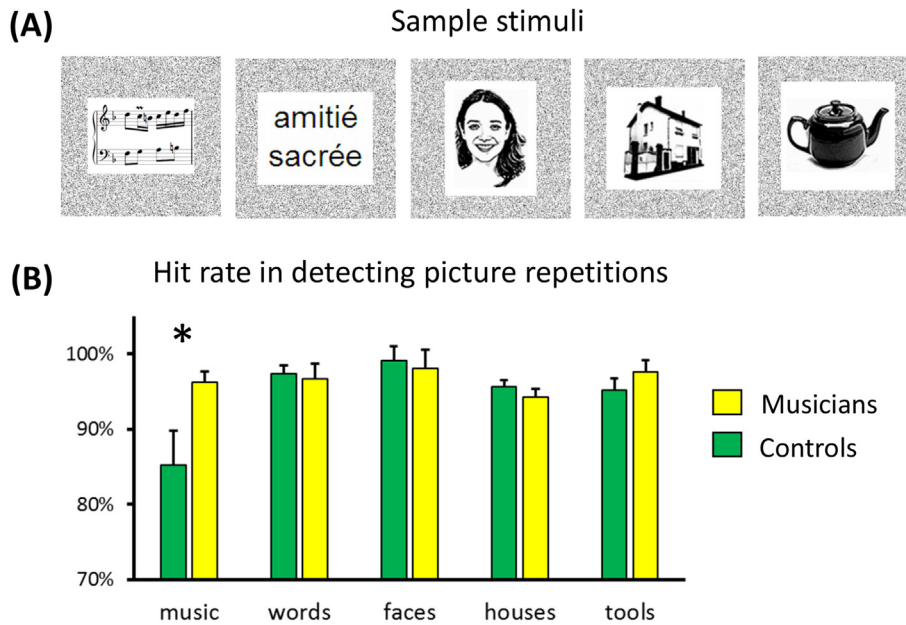 (A)
Sample stimuli
amitié
sacrée
(B)
Hit rate in detecting picture repetitions
*
100%
90%
80%
70%
music words faces houses tools
Musicians
Controls